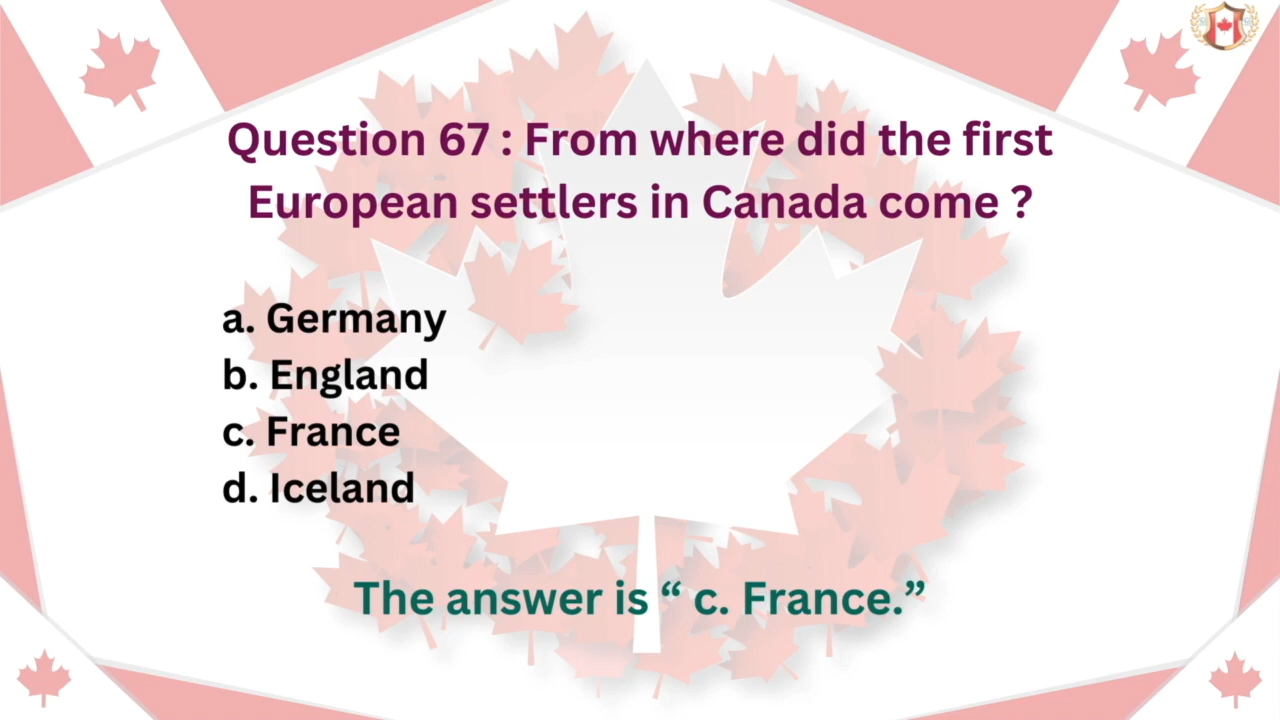 Question 67 : From where did the first
European settlers in Canada come ?
a. Germany
b. England
c. France
d. Iceland
The answer is “ c. France.”